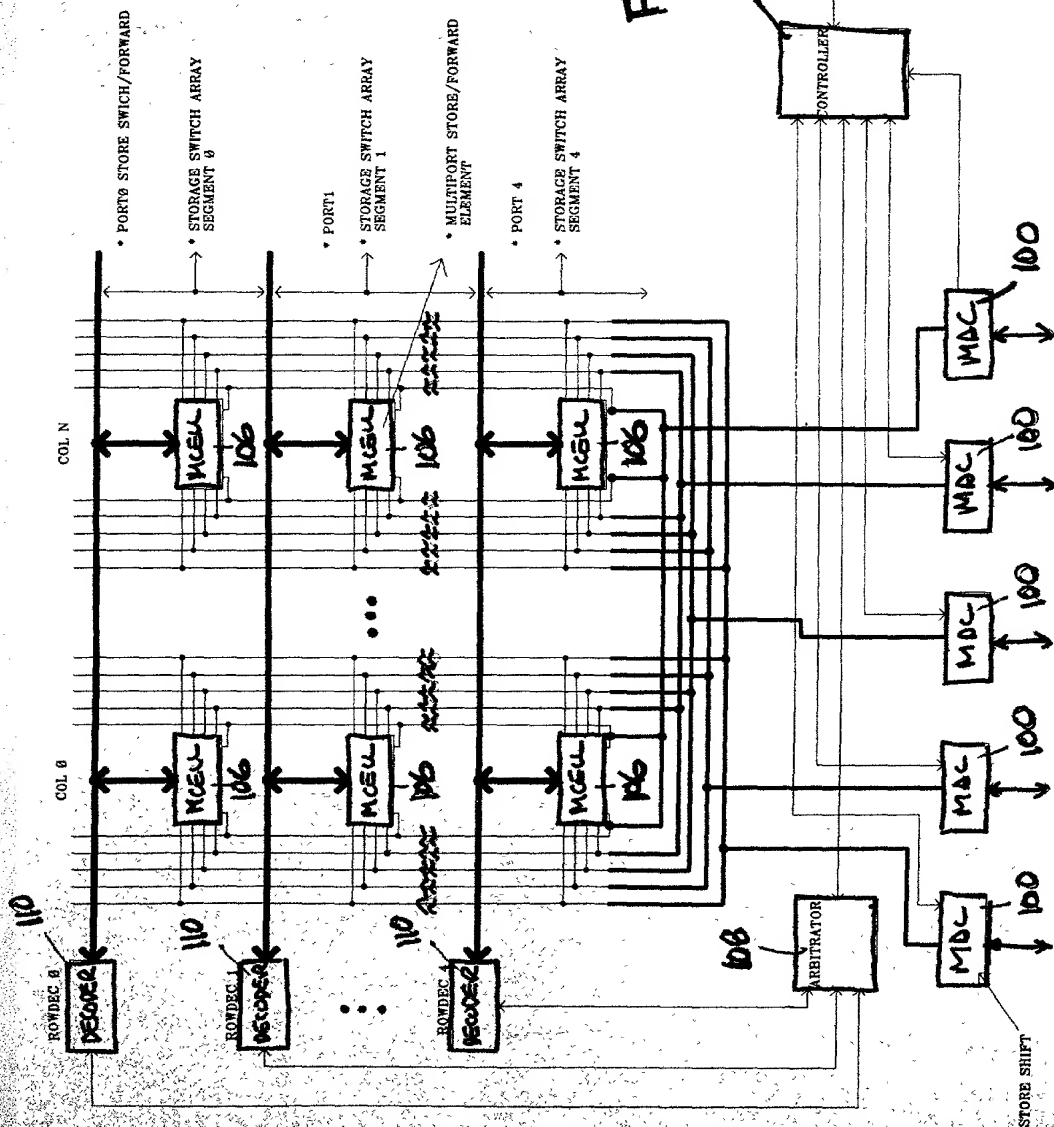 F
CONTROLLER
* PORT0 STORE SWICH/FORWARD
* STORAGE SWITCH ARRAY
SEGMENT 0
* PORT1
* STORAGE SWITCH ARRAY
SEGMENT 1
* MULTIPORT STORE/FORWARD
ELEMENT
* PORT 4
* STORAGE SWITCH ARRAY
SEGMENT 4
COL N
MCELL
106
MCELL
106
MCELL
106
COL 0
MCELL
106
MCELL
106
MCELL
106
110
ROWDEC 0
DECODER
110
ROWDEC 1
DECODER
110
ROWDEC 4
DECODER
108
ARBITRATOR
MDC
100
MDC
100
MDC
100
MDC
100
MDC
100
STORE SHIFT